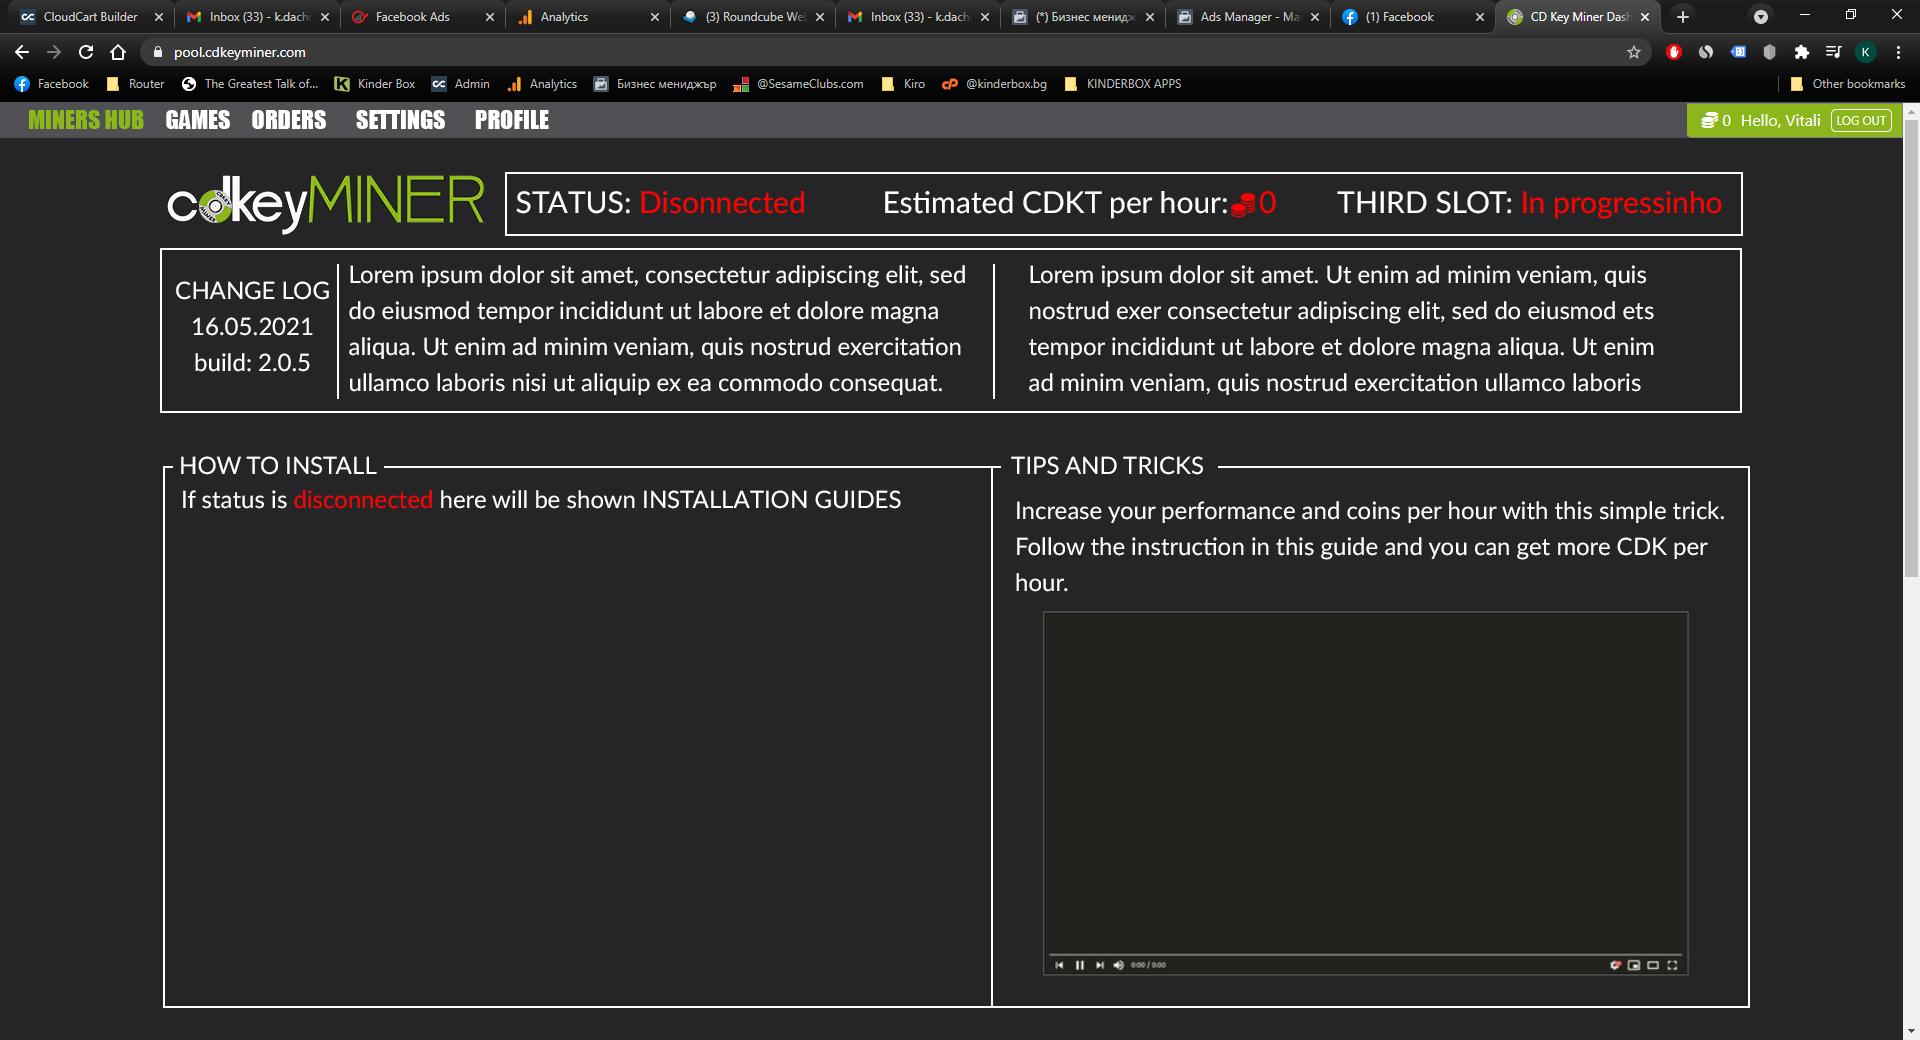 CloudCart Builder
Inbox (33) - k.dach
Facebook Ads
Analytics
(3) Roundcube We
Inbox (33) - k.dach
(*) Бизнес менидж
Ads Manager - Ma
(1) Facebook
CD Key Miner Dash
pool.cdkeyminer.com
K
Facebook
Router
The Greatest Talk of...
Kinder Box
Admin
Analytics
Бизнес мениджър
@SesameClubs.com
Kiro
@kinderbox.bg
KINDERBOX APPS
Other bookmarks
MINERS HUB GAMES ORDERS SETTINGS PROFILE
0 Hello, Vitali LOG OUT
cdkeyMINER
STATUS: Disonnected
Estimated CDKT per hour: 0
THIRD SLOT: In progressinho
CHANGE LOG
16.05.2021
build: 2.0.5
Lorem ipsum dolor sit amet, consectetur adipiscing elit, sed
do eiusmod tempor incididunt ut labore et dolore magna
aliqua. Ut enim ad minim veniam, quis nostrud exercitation
ullamco laboris nisi ut aliquip ex ea commodo consequat.
Lorem ipsum dolor sit amet. Ut enim ad minim veniam, quis
nostrud exer consectetur adipiscing elit, sed do eiusmod ets
tempor incididunt ut labore et dolore magna aliqua. Ut enim
ad minim veniam, quis nostrud exercitation ullamco laboris
HOW TO INSTALL
If status is disconnected here will be shown INSTALLATION GUIDES
TIPS AND TRICKS
Increase your performance and coins per hour with this simple trick.
Follow the instruction in this guide and you can get more CDK per
hour.
0:00 / 0:00